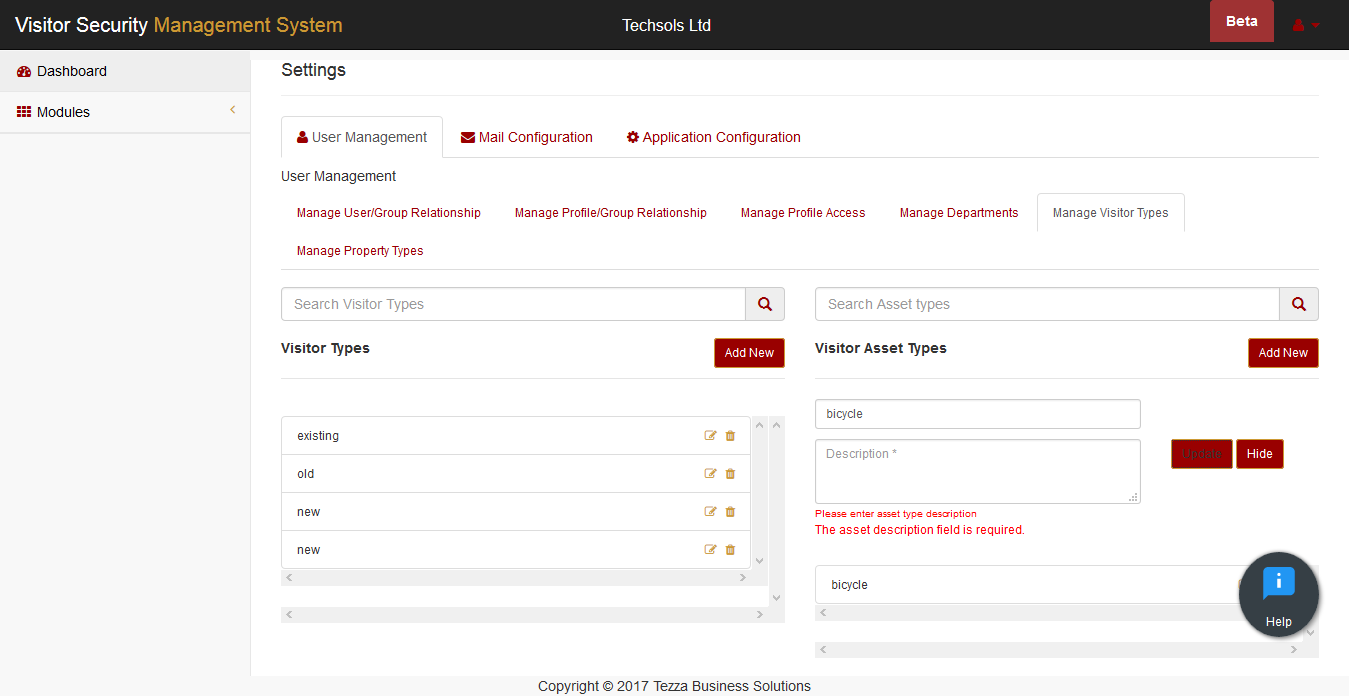 Visitor Security Management System
Techsols Ltd
Beta
Dashboard
Modules
Settings
User Management
Mail Configuration
Application Configuration
User Management
Manage User/Group Relationship
Manage Profile/Group Relationship
Manage Profile Access
Manage Departments
Manage Visitor Types
Manage Property Types
Search Visitor Types
Search Asset types
Visitor Types
Add New
Visitor Asset Types
Add New
existing
old
new
new
bicycle
Description *
Update
Hide
Please enter asset type description
The asset description field is required.
bicycle
Help
Copyright © 2017 Tezza Business Solutions